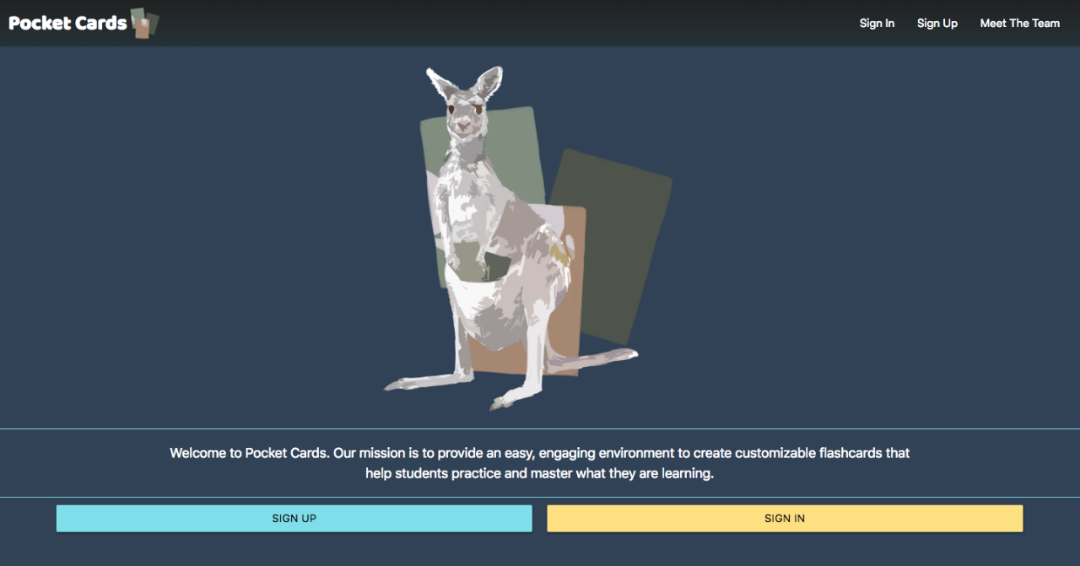 Pocket Cards
Sign In
Sign Up
Meet The Team
Welcome to Pocket Cards. Our mission is to provide an easy, engaging environment to create customizable flashcards that
help students practice and master what they are learning.
SIGN UP
SIGN IN